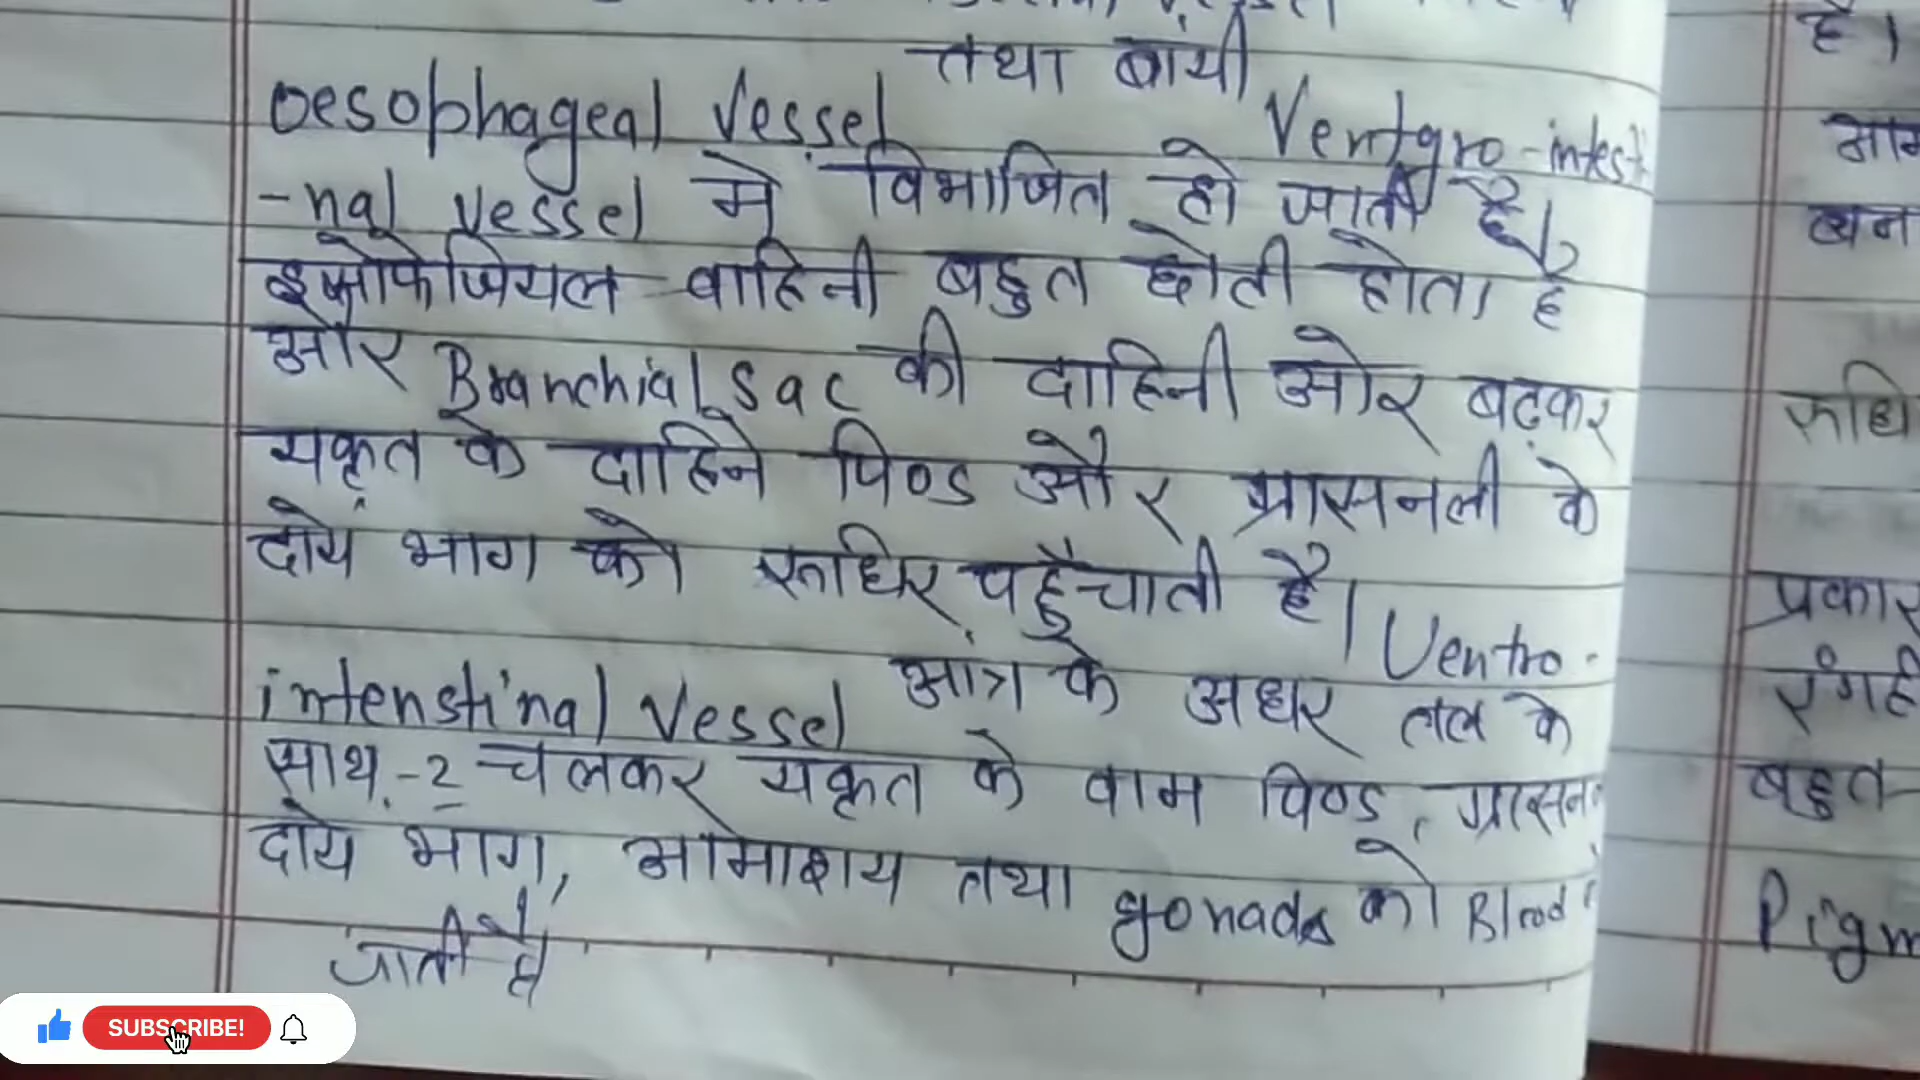 तथा बांयी
Oesophageal Vessel Ventgro-intesti
-nal vessel में विभाजित हो जाती है।
इसोफेजियल वाहिनी बहुत छोटी होता है
और Branchial sac की दाहिनी ओर बढ़कर
यकृत के दाहिने पिण्ड और ग्रासनली के
दाये भाग को रूधिर पहुँचाती है। Ventro-
intenstinal Vessel आंत्र के अधर तल के
साथ-2 चलकर यकृत के वाम पिण्ड, ग्रासन
दाये भाग, आमाशय तथा gonads को Blood
जाती है।
है।
आम
बन
रूधि
प्रकार
रंगही
बहुत-
Pigm
SUBSCRIBE!